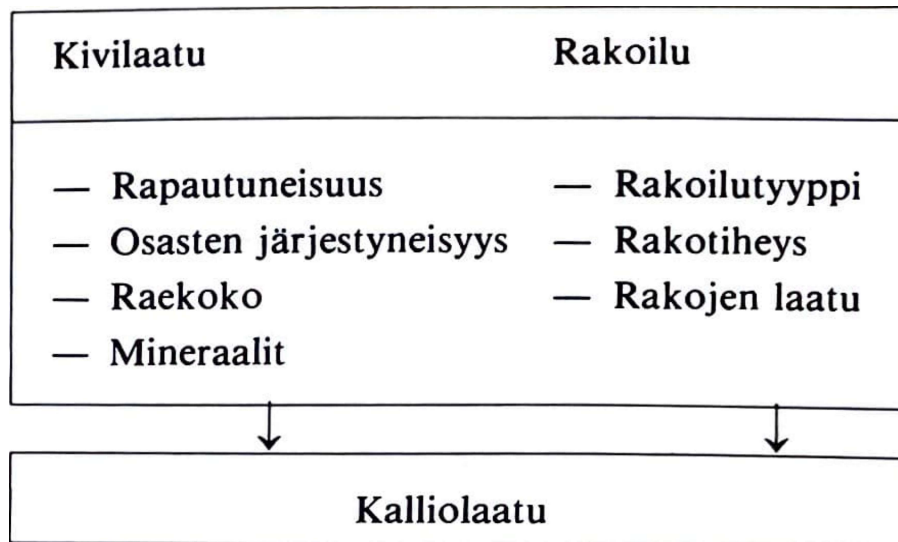 Kivilaatu Rakoilu
— Rapautuneisuus — Rakoilutyyppi
— Osasten järjestyneisyys — Rakotiheys
— Raekoko — Rakojen laatu
— Mineraalit
Kalliolaatu